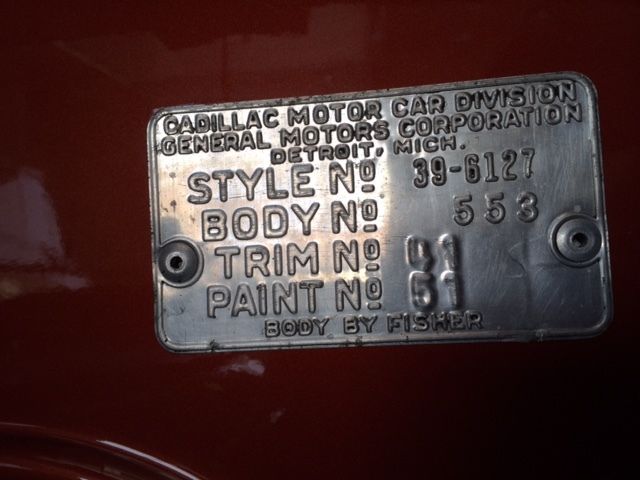 CADILLAC MOTOR CAR DIVISION
GENERAL MOTORS CORPORATION
DETROIT, MICH.
STYLE Nº 39-6127
BODY Nº 553
TRIM Nº
PAINT Nº 51
BODY BY FISHER